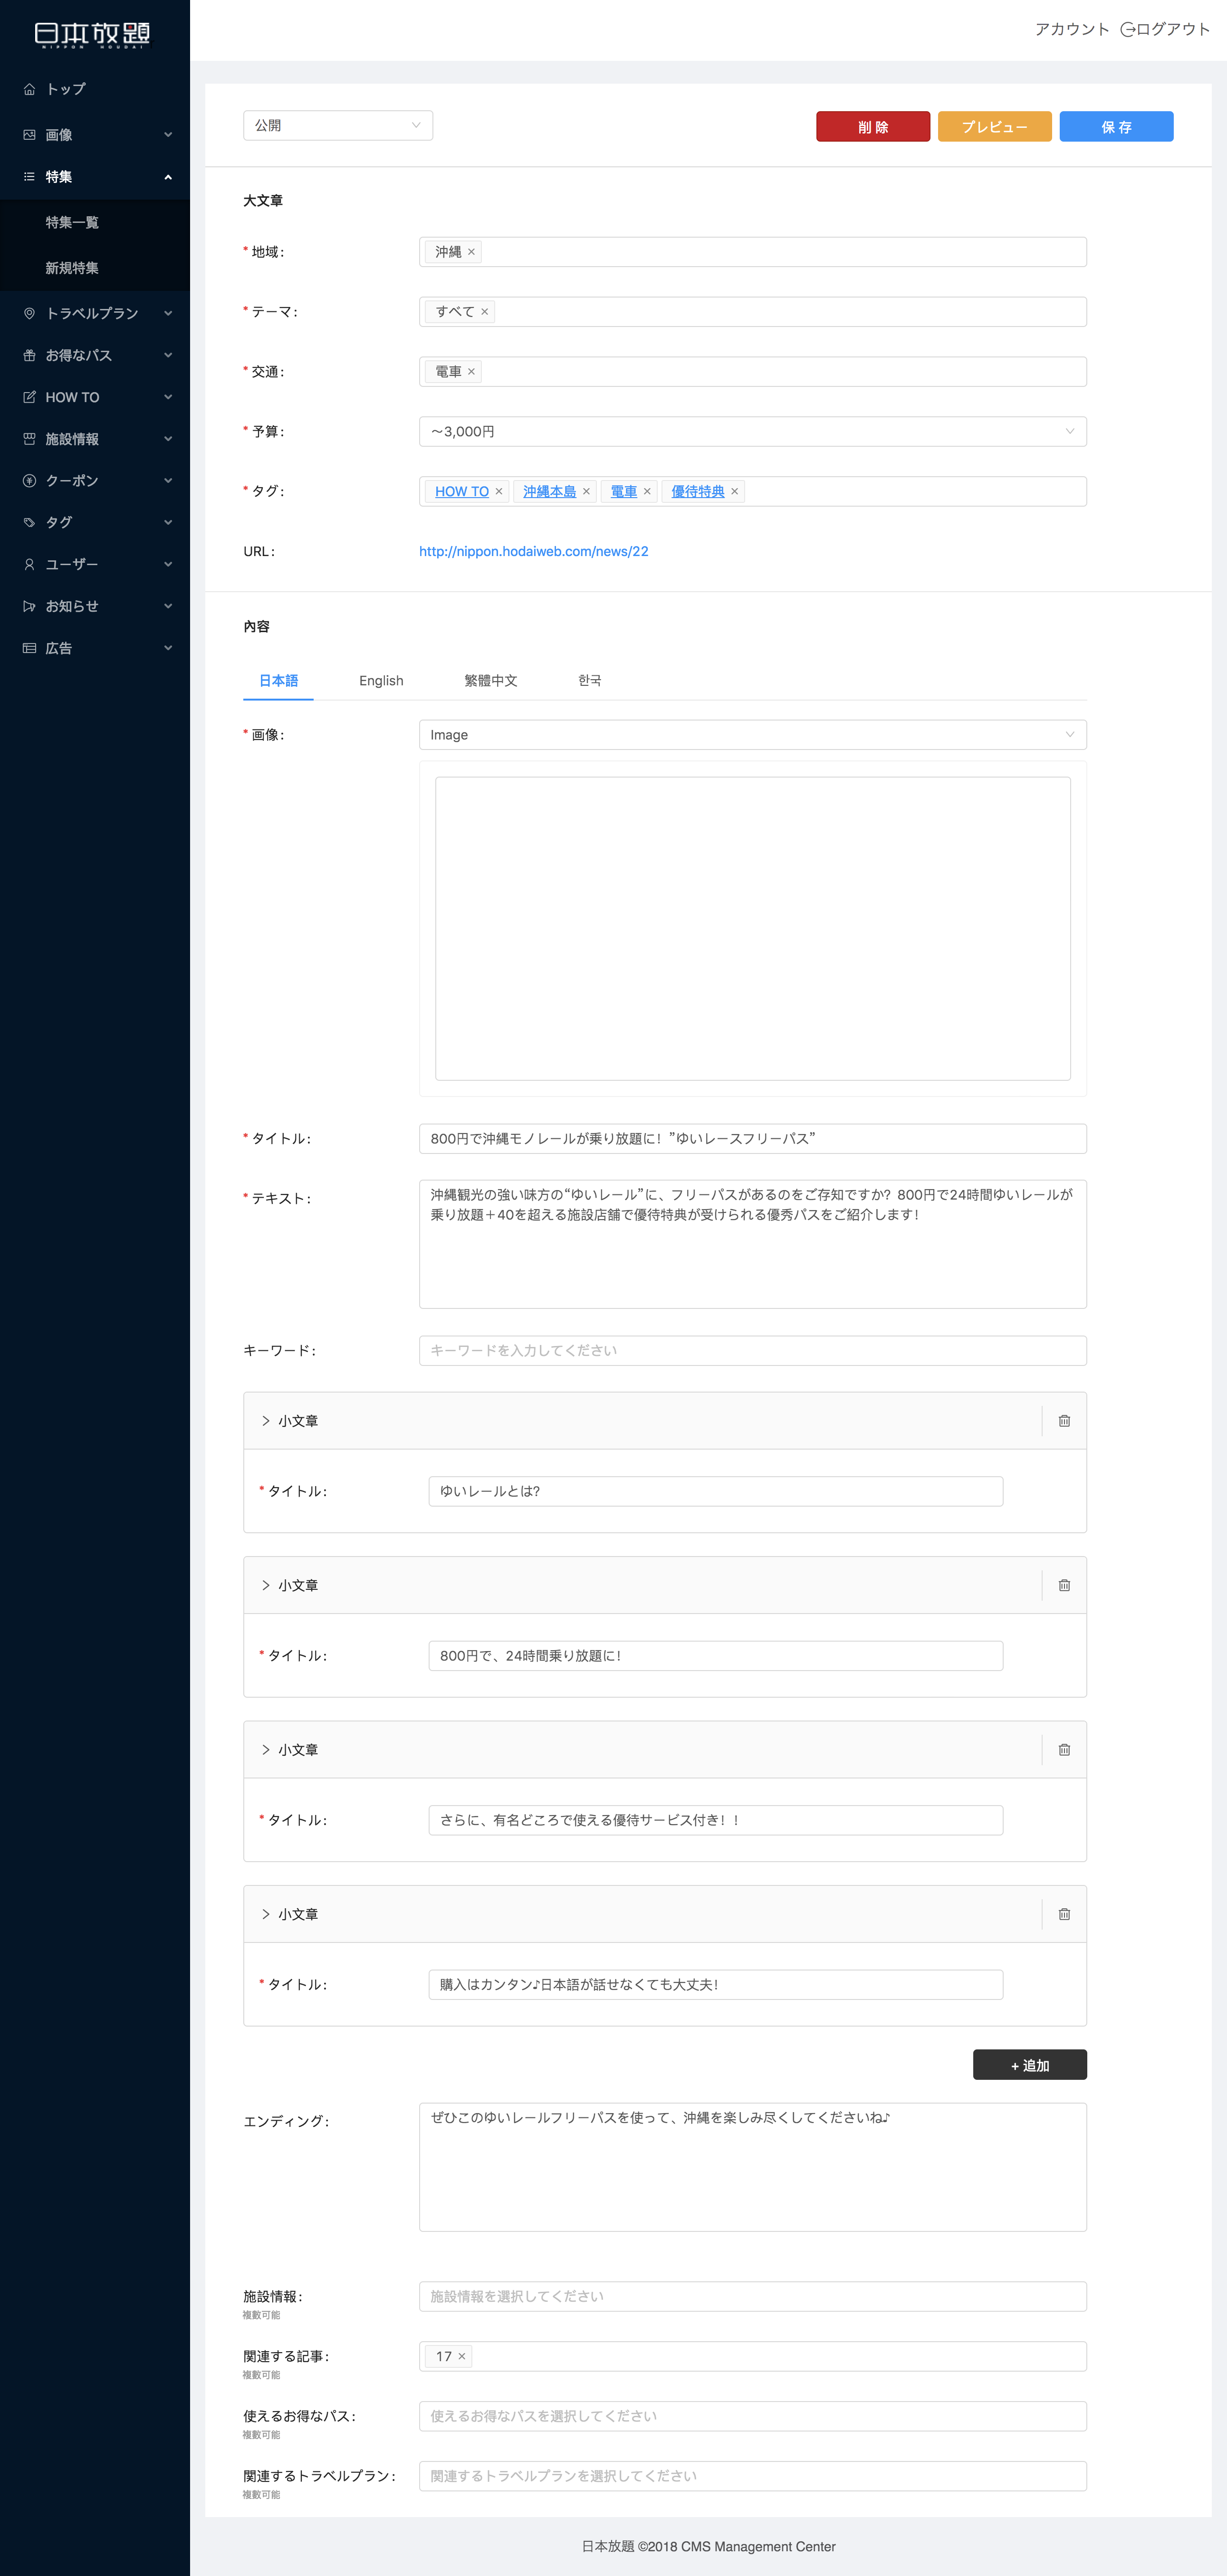 日本放題
NIPPON HOUDAI
アカウント ログアウト
トップ
画像
特集
特集一覧
新規特集
トラベルプラン
お得なパス
HOW TO
施設情報
クーポン
タグ
ユーザー
お知らせ
広告
公開
削 除 プレビュー 保 存
大文章
* 地域: 沖縄 ×
* テーマ: すべて ×
* 交通: 電車 ×
* 予算: ～3,000円
* タグ: HOW TO × 沖縄本島 × 電車 × 優待特典 ×
URL: http://nippon.hodaiweb.com/news/22
內容
日本語 English 繁體中文 한국
* 画像: Image
* タイトル: 800円で沖縄モノレールが乗り放題に！”ゆいレースフリーパス”
* テキスト: 沖縄観光の強い味方の“ゆいレール”に、フリーパスがあるのをご存知ですか？800円で24時間ゆいレールが
乗り放題＋40を超える施設店舗で優待特典が受けられる優秀パスをご紹介します！
キーワード: キーワードを入力してください
小文章
* タイトル: ゆいレールとは？
小文章
* タイトル: 800円で、24時間乗り放題に！
小文章
* タイトル: さらに、有名どころで使える優待サービス付き！！
小文章
* タイトル: 購入はカンタン♪日本語が話せなくても大丈夫！
+ 追加
エンディング: ぜひこのゆいレールフリーパスを使って、沖縄を楽しみ尽くしてくださいね♪
施設情報: 施設情報を選択してください
複數可能
関連する記事: 17 ×
複數可能
使えるお得なパス: 使えるお得なパスを選択してください
複數可能
関連するトラベルプラン: 関連するトラベルプランを選択してください
複數可能
日本放題 ©2018 CMS Management Center